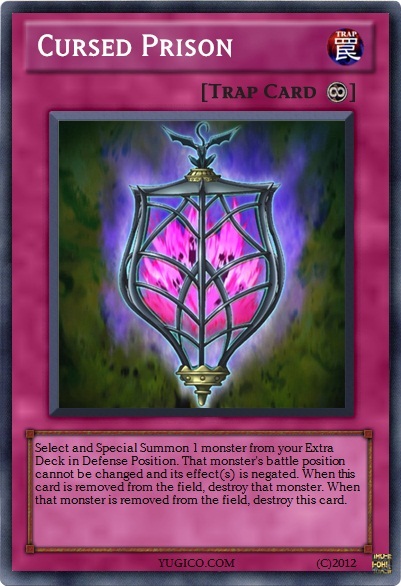 CURSED PRISON
TRAP
罠
[TRAP CARD ]
Select and Special Summon 1 monster from your Extra
Deck in Defense Position. That monster's battle position
cannot be changed and its effect(s) is negated. When this
card is removed from the field, destroy that monster. When
that monster is removed from the field, destroy this card.
YUGICO.COM
(C)2012